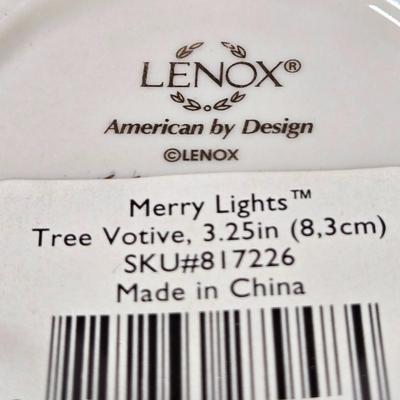 LENOX®
American by Design
©LENOX
Merry Lights™
Tree Votive, 3.25in (8,3cm)
SKU#817226
Made in China